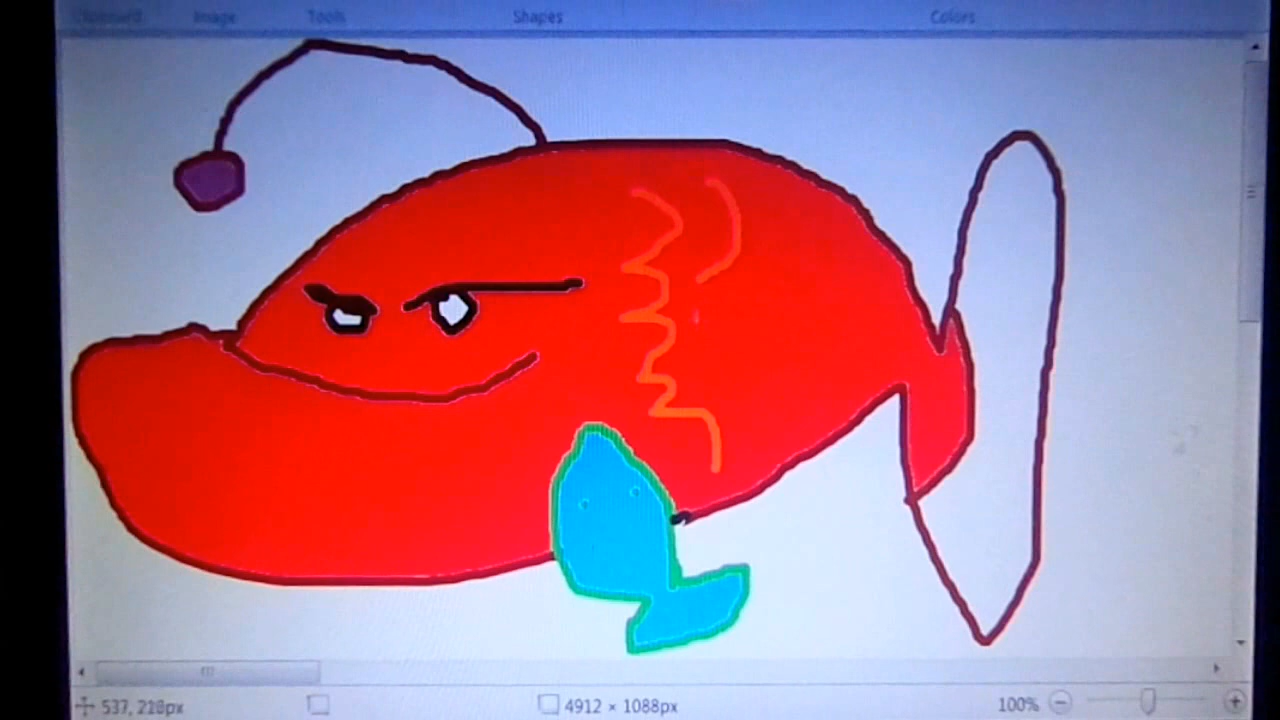 Clipboard Image Tools Shapes Colors
537, 218px 4912 × 1088px 100%